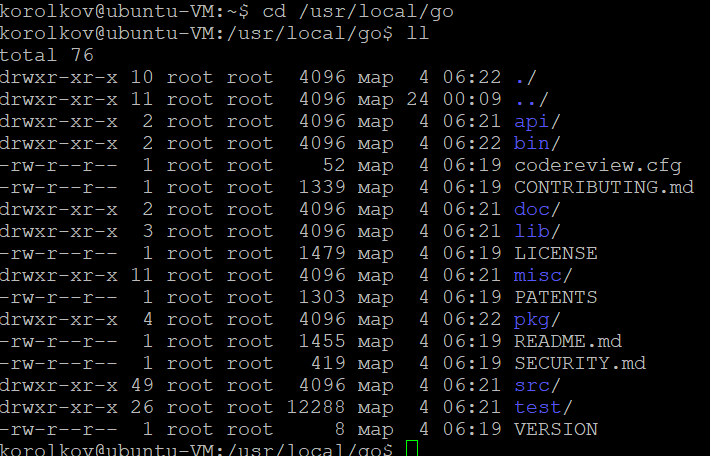 korolkov@ubuntu-VM:~$ cd /usr/local/go
korolkov@ubuntu-VM:/usr/local/go$ ll
total 76
drwxr-xr-x 10 root root  4096 мар  4 06:22 ./
drwxr-xr-x 11 root root  4096 мар 24 00:09 ../
drwxr-xr-x  2 root root  4096 мар  4 06:21 api/
drwxr-xr-x  2 root root  4096 мар  4 06:22 bin/
-rw-r--r--  1 root root    52 мар  4 06:19 codereview.cfg
-rw-r--r--  1 root root  1339 мар  4 06:19 CONTRIBUTING.md
drwxr-xr-x  2 root root  4096 мар  4 06:21 doc/
drwxr-xr-x  3 root root  4096 мар  4 06:21 lib/
-rw-r--r--  1 root root  1479 мар  4 06:19 LICENSE
drwxr-xr-x 11 root root  4096 мар  4 06:21 misc/
-rw-r--r--  1 root root  1303 мар  4 06:19 PATENTS
drwxr-xr-x  4 root root  4096 мар  4 06:22 pkg/
-rw-r--r--  1 root root  1455 мар  4 06:19 README.md
-rw-r--r--  1 root root   419 мар  4 06:19 SECURITY.md
drwxr-xr-x 49 root root  4096 мар  4 06:21 src/
drwxr-xr-x 26 root root 12288 мар  4 06:21 test/
-rw-r--r--  1 root root     8 мар  4 06:19 VERSION
korolkov@ubuntu-VM:/usr/local/go$